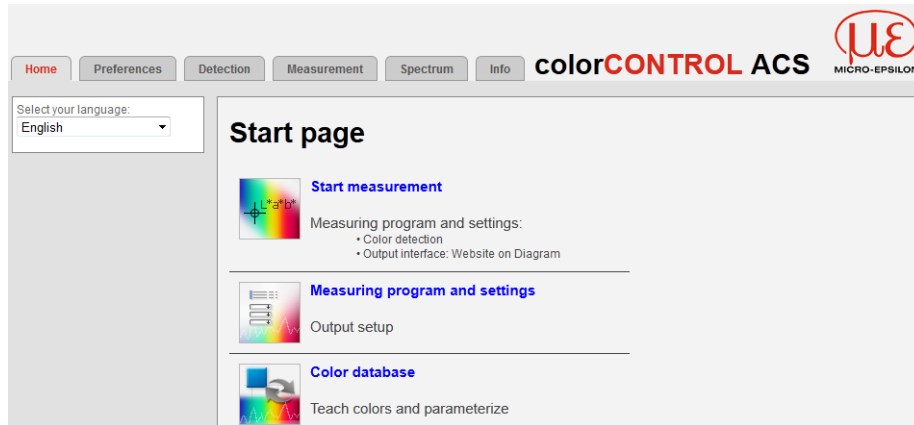 Home
Preferences
Detection
Measurement
Spectrum
Info
colorCONTROL ACS
με
MICRO-EPSILON
Select your language:
English
Start page
L*a*b*
Start measurement
Measuring program and settings:
• Color detection
• Output interface: Website on Diagram
Measuring program and settings
Output setup
Color database
Teach colors and parameterize